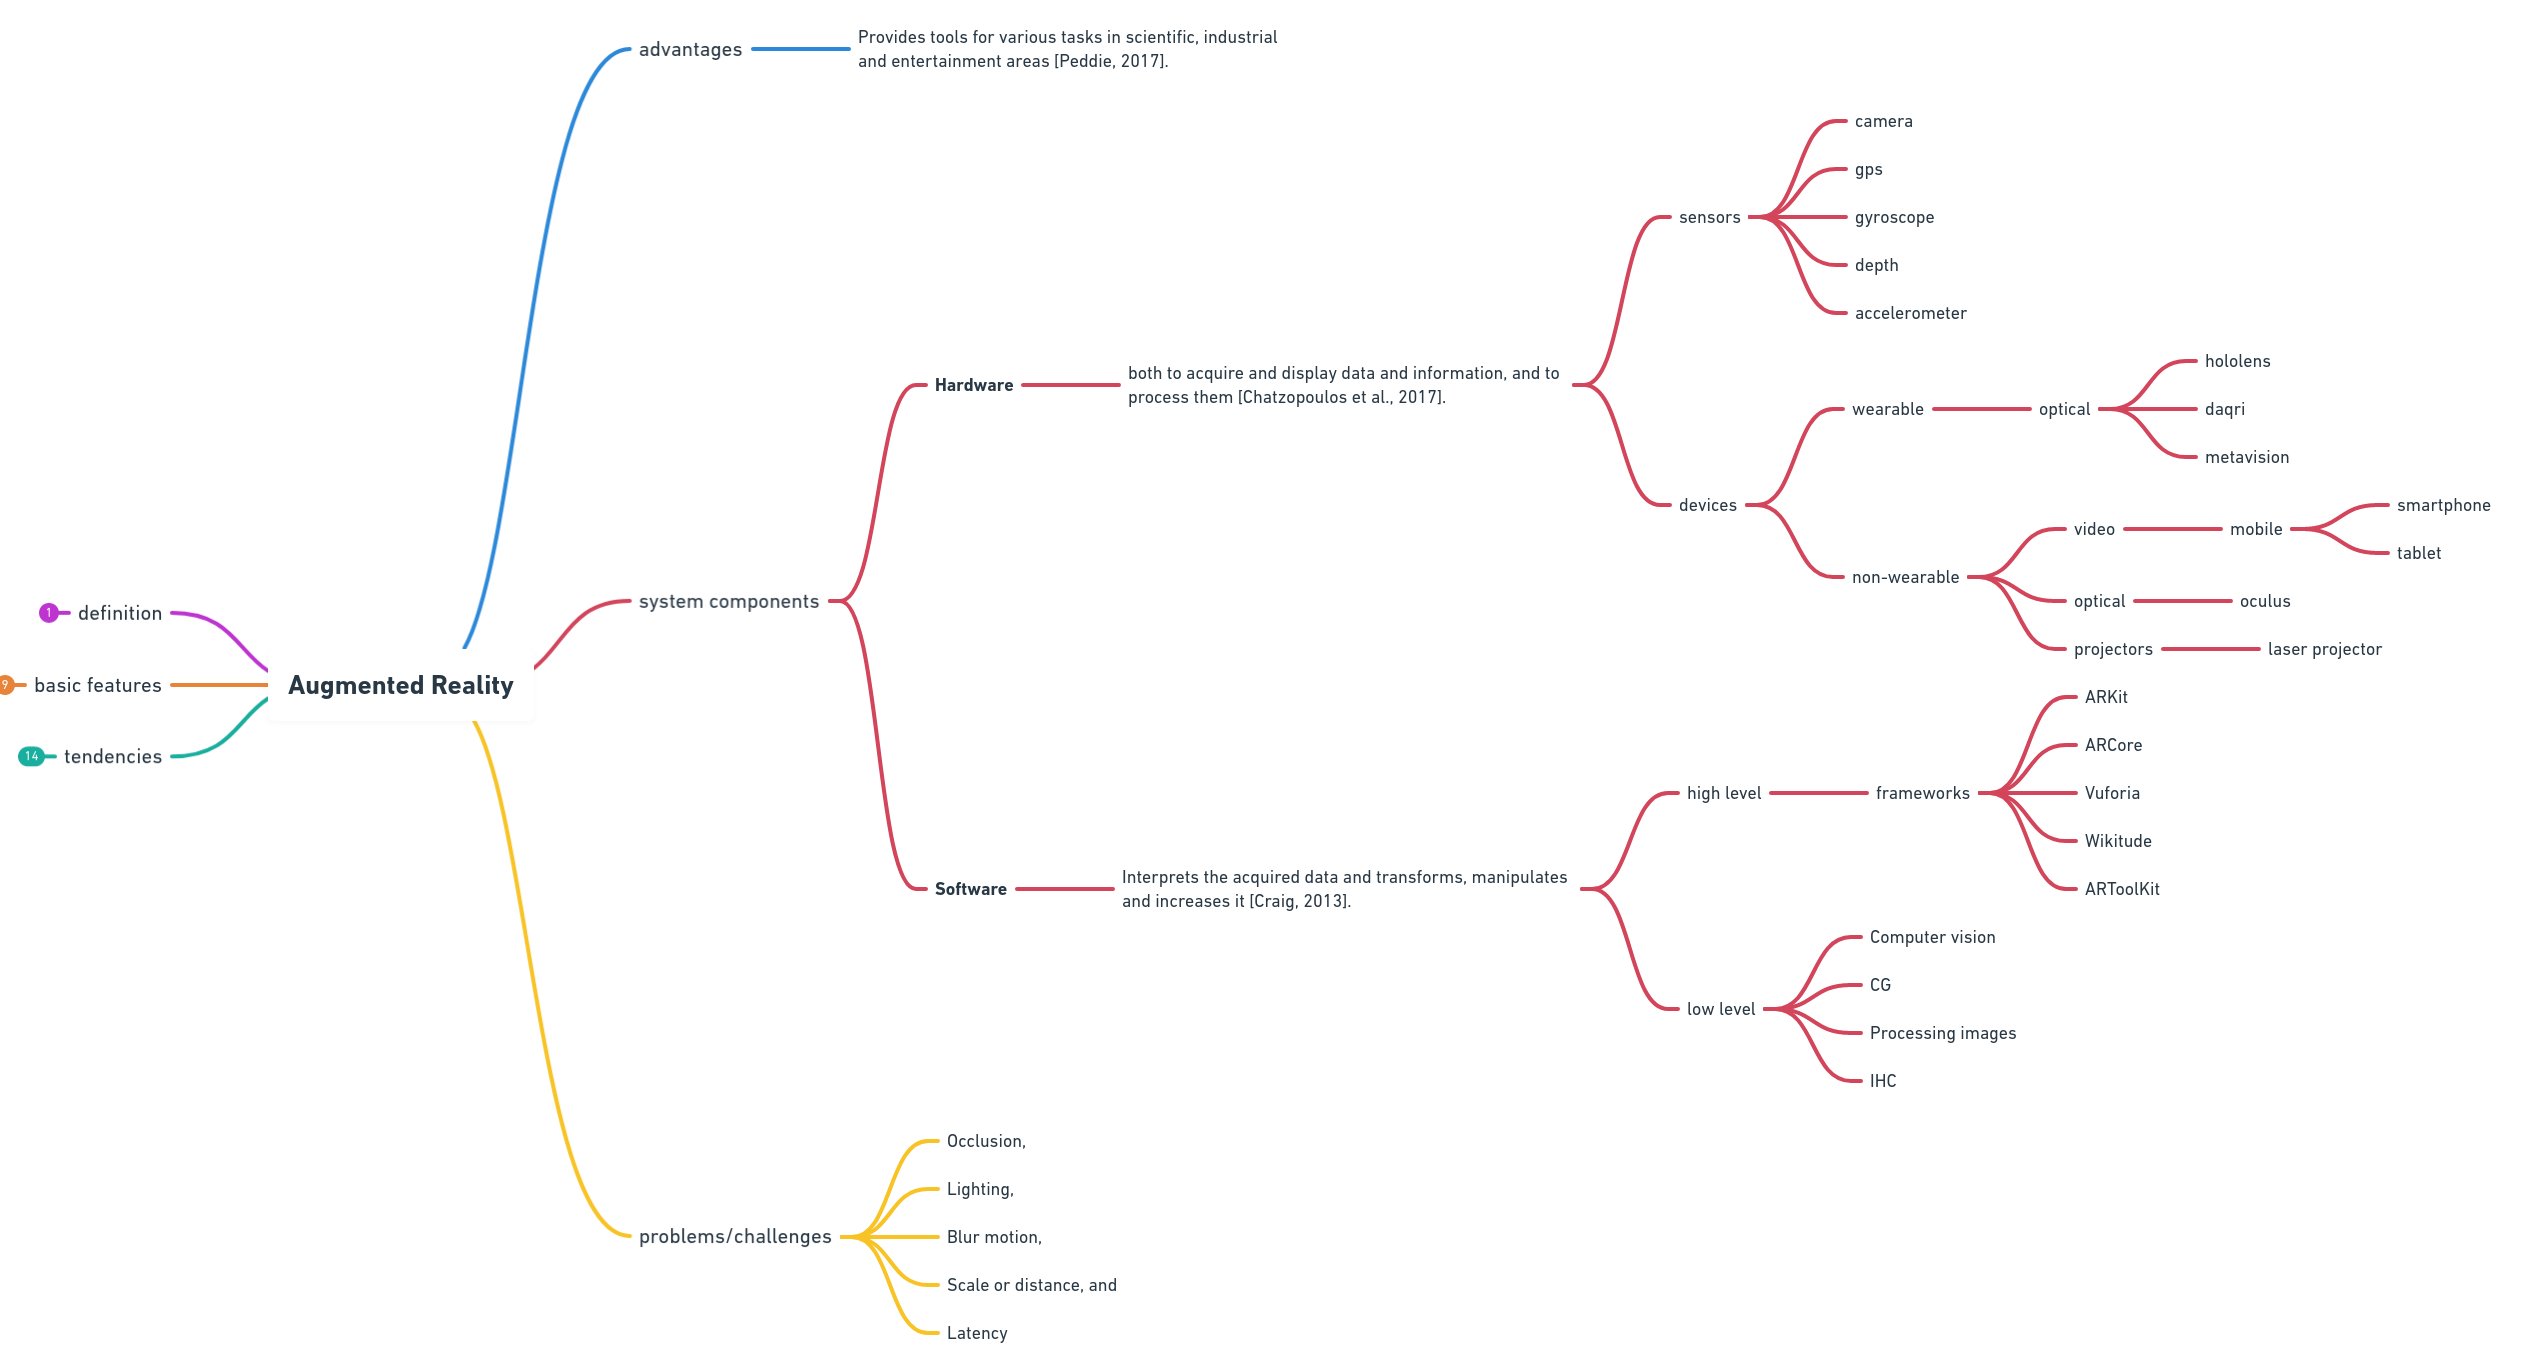 advantages
Provides tools for various tasks in scientific, industrial
and entertainment areas [Peddie, 2017].
camera
gps
sensors
gyroscope
depth
accelerometer
Hardware
both to acquire and display data and information, and to
process them [Chatzopoulos et al., 2017].
hololens
wearable
optical
daqri
metavision
devices
smartphone
video
mobile
tablet
non-wearable
optical
oculus
projectors
laser projector
system components
1
definition
9
basic features
Augmented Reality
14
tendencies
ARKit
ARCore
high level
frameworks
Vuforia
Wikitude
ARToolKit
Software
Interprets the acquired data and transforms, manipulates
and increases it [Craig, 2013].
Computer vision
CG
low level
Processing images
IHC
Occlusion,
Lighting,
problems/challenges
Blur motion,
Scale or distance, and
Latency